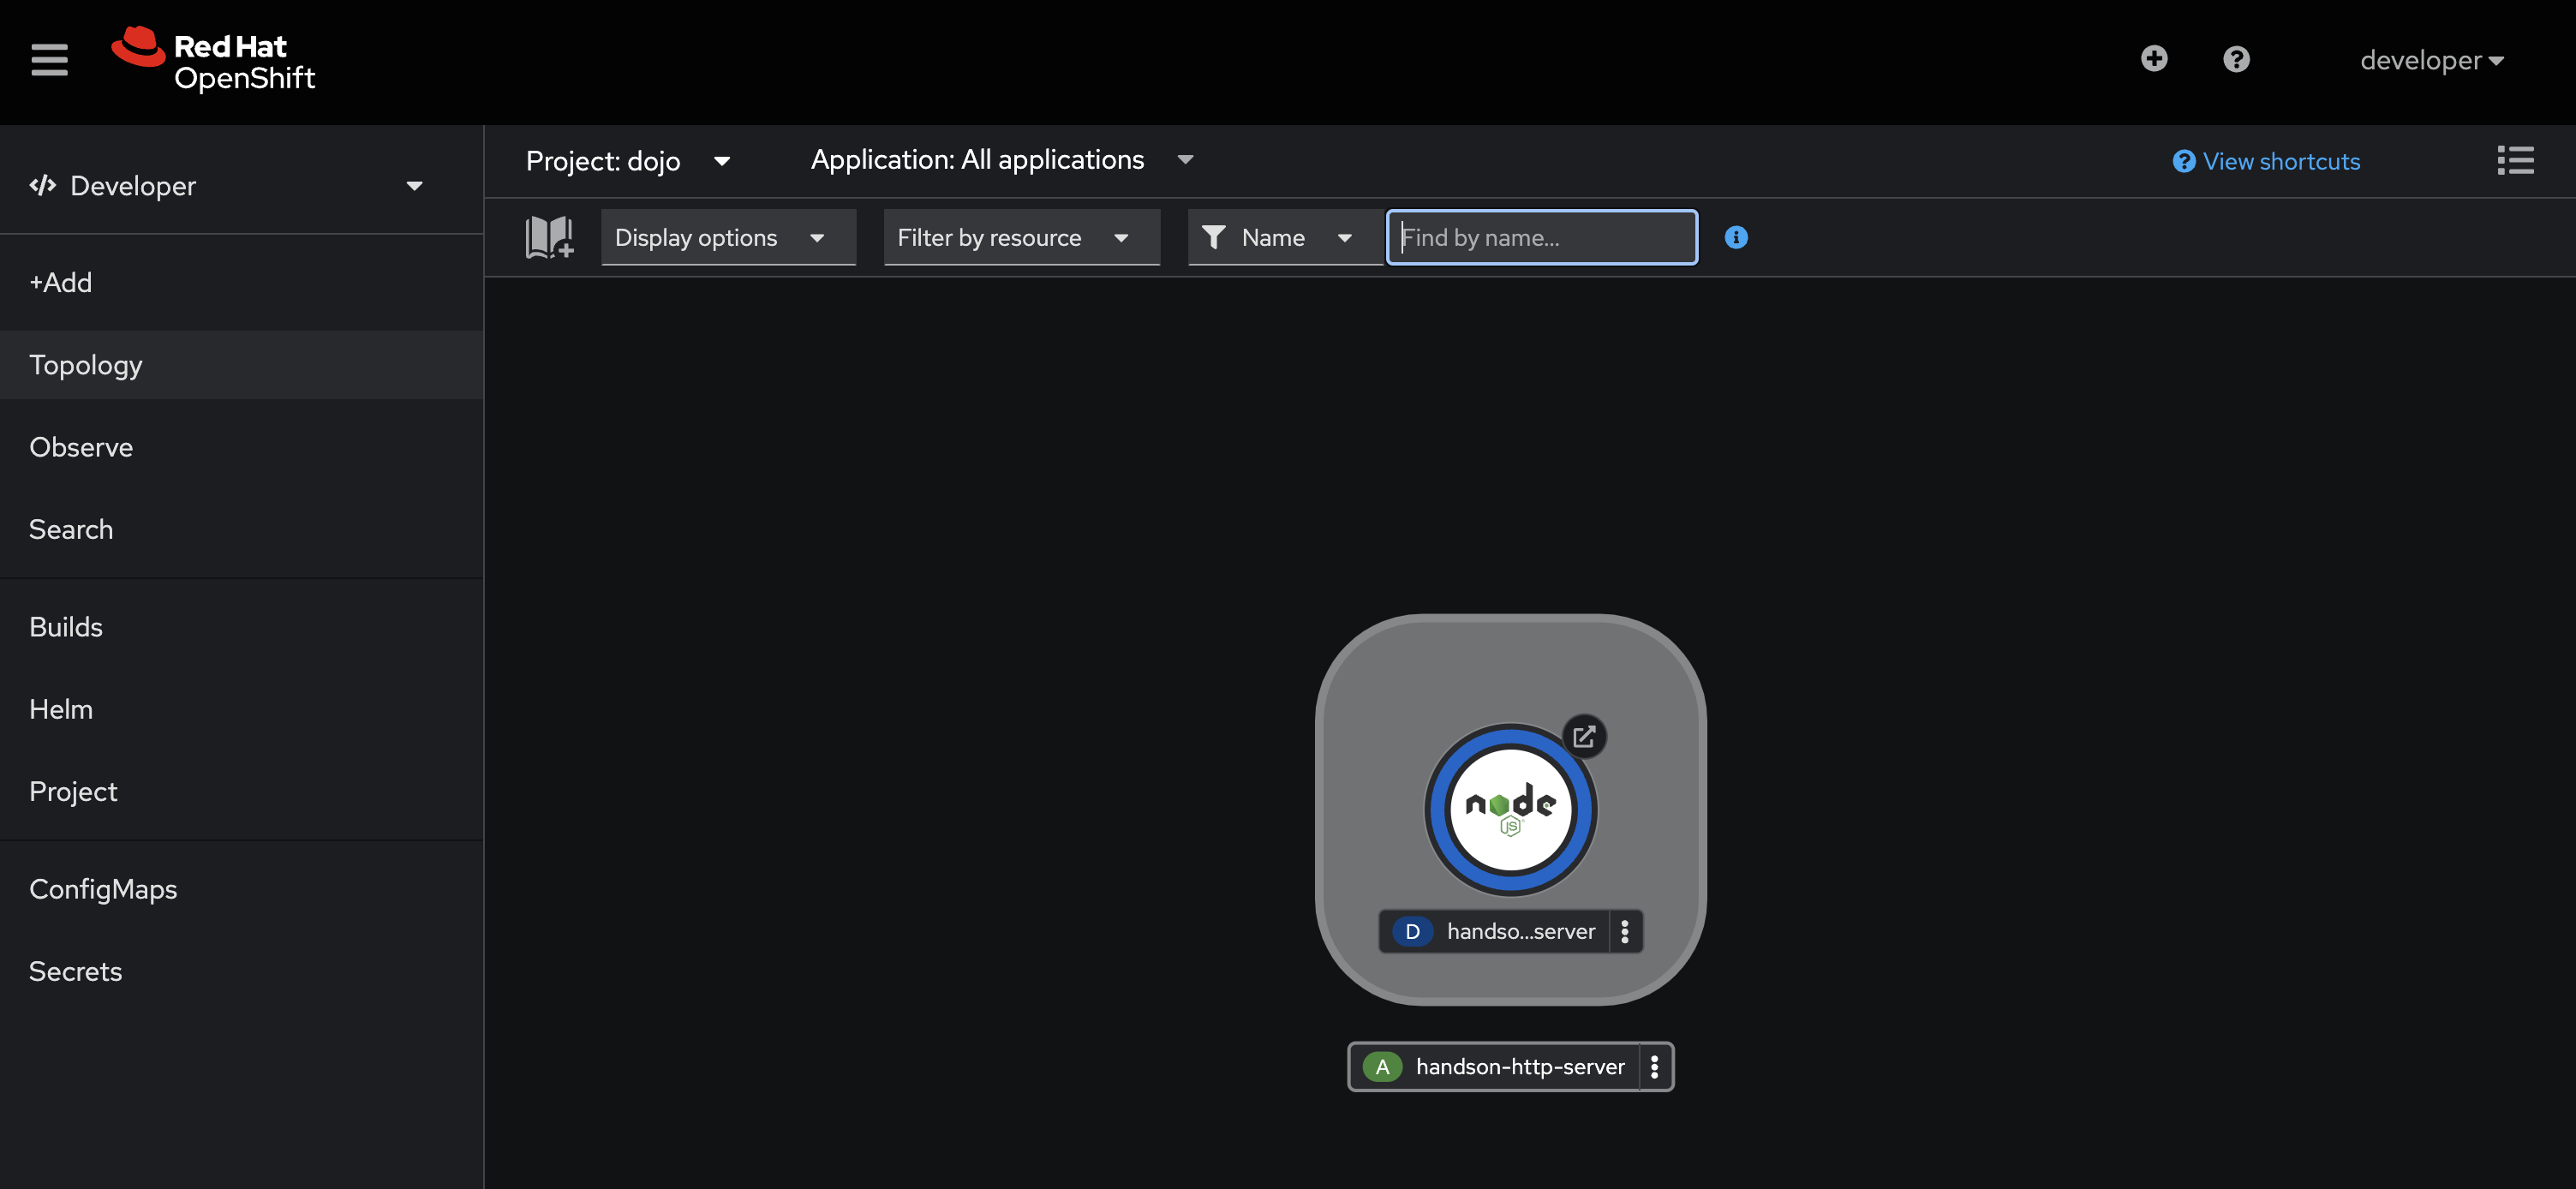 Red Hat
OpenShift
developer
Developer
Project: dojo
Application: All applications
View shortcuts
Display options
Filter by resource
Name
Find by name...
+Add
Topology
Observe
Search
Builds
Helm
Project
ConfigMaps
Secrets
node
JS
D handso...server
A handson-http-server